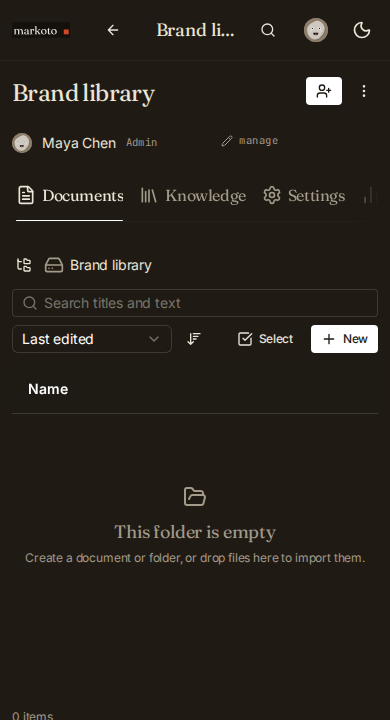 markoto
Brand li...
Brand library
Maya Chen Admin manage
Documents Knowledge Settings
Brand library
Search titles and text
Last edited Select New
Name
This folder is empty
Create a document or folder, or drop files here to import them.
0 items